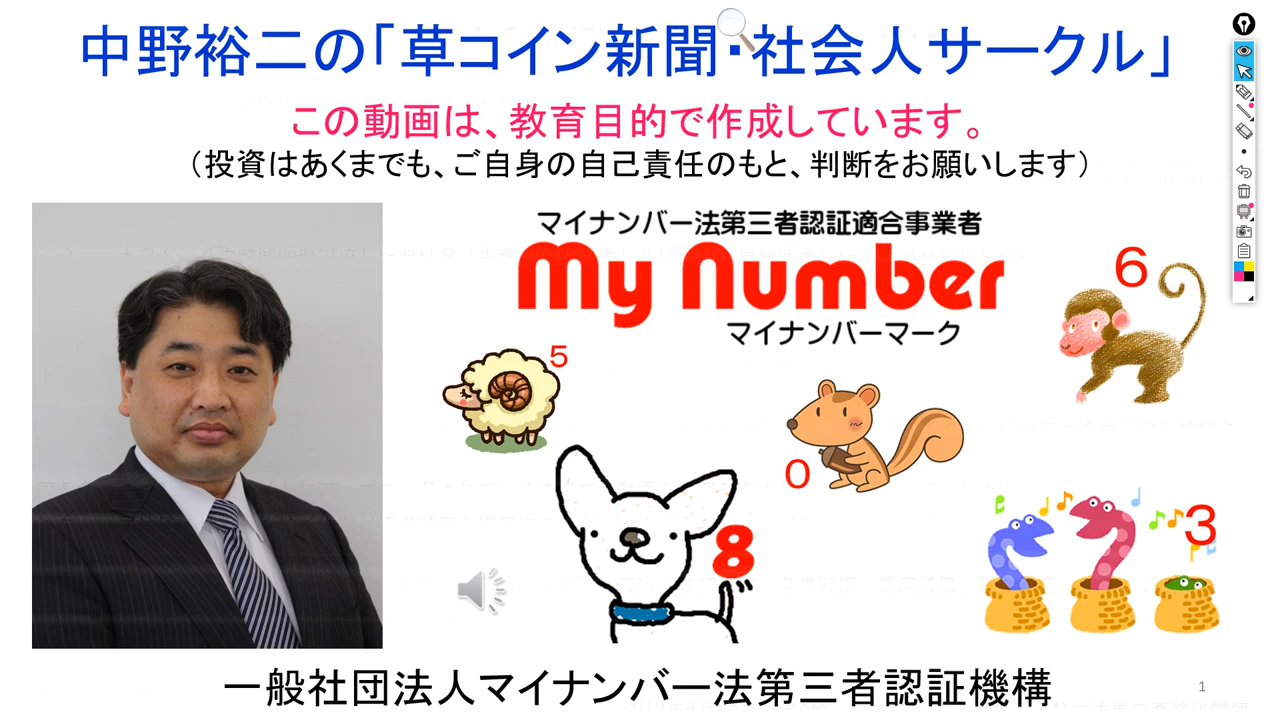 中野裕二の「草コイン新聞・社会人サークル」
この動画は、教育目的で作成しています。
（投資はあくまでも、ご自身の自己責任のもと、判断をお願いします）
マイナンバー法第三者認証適合事業者
My Number
マイナンバーマーク
6
5
0
8
3
一般社団法人マイナンバー法第三者認証機構
1